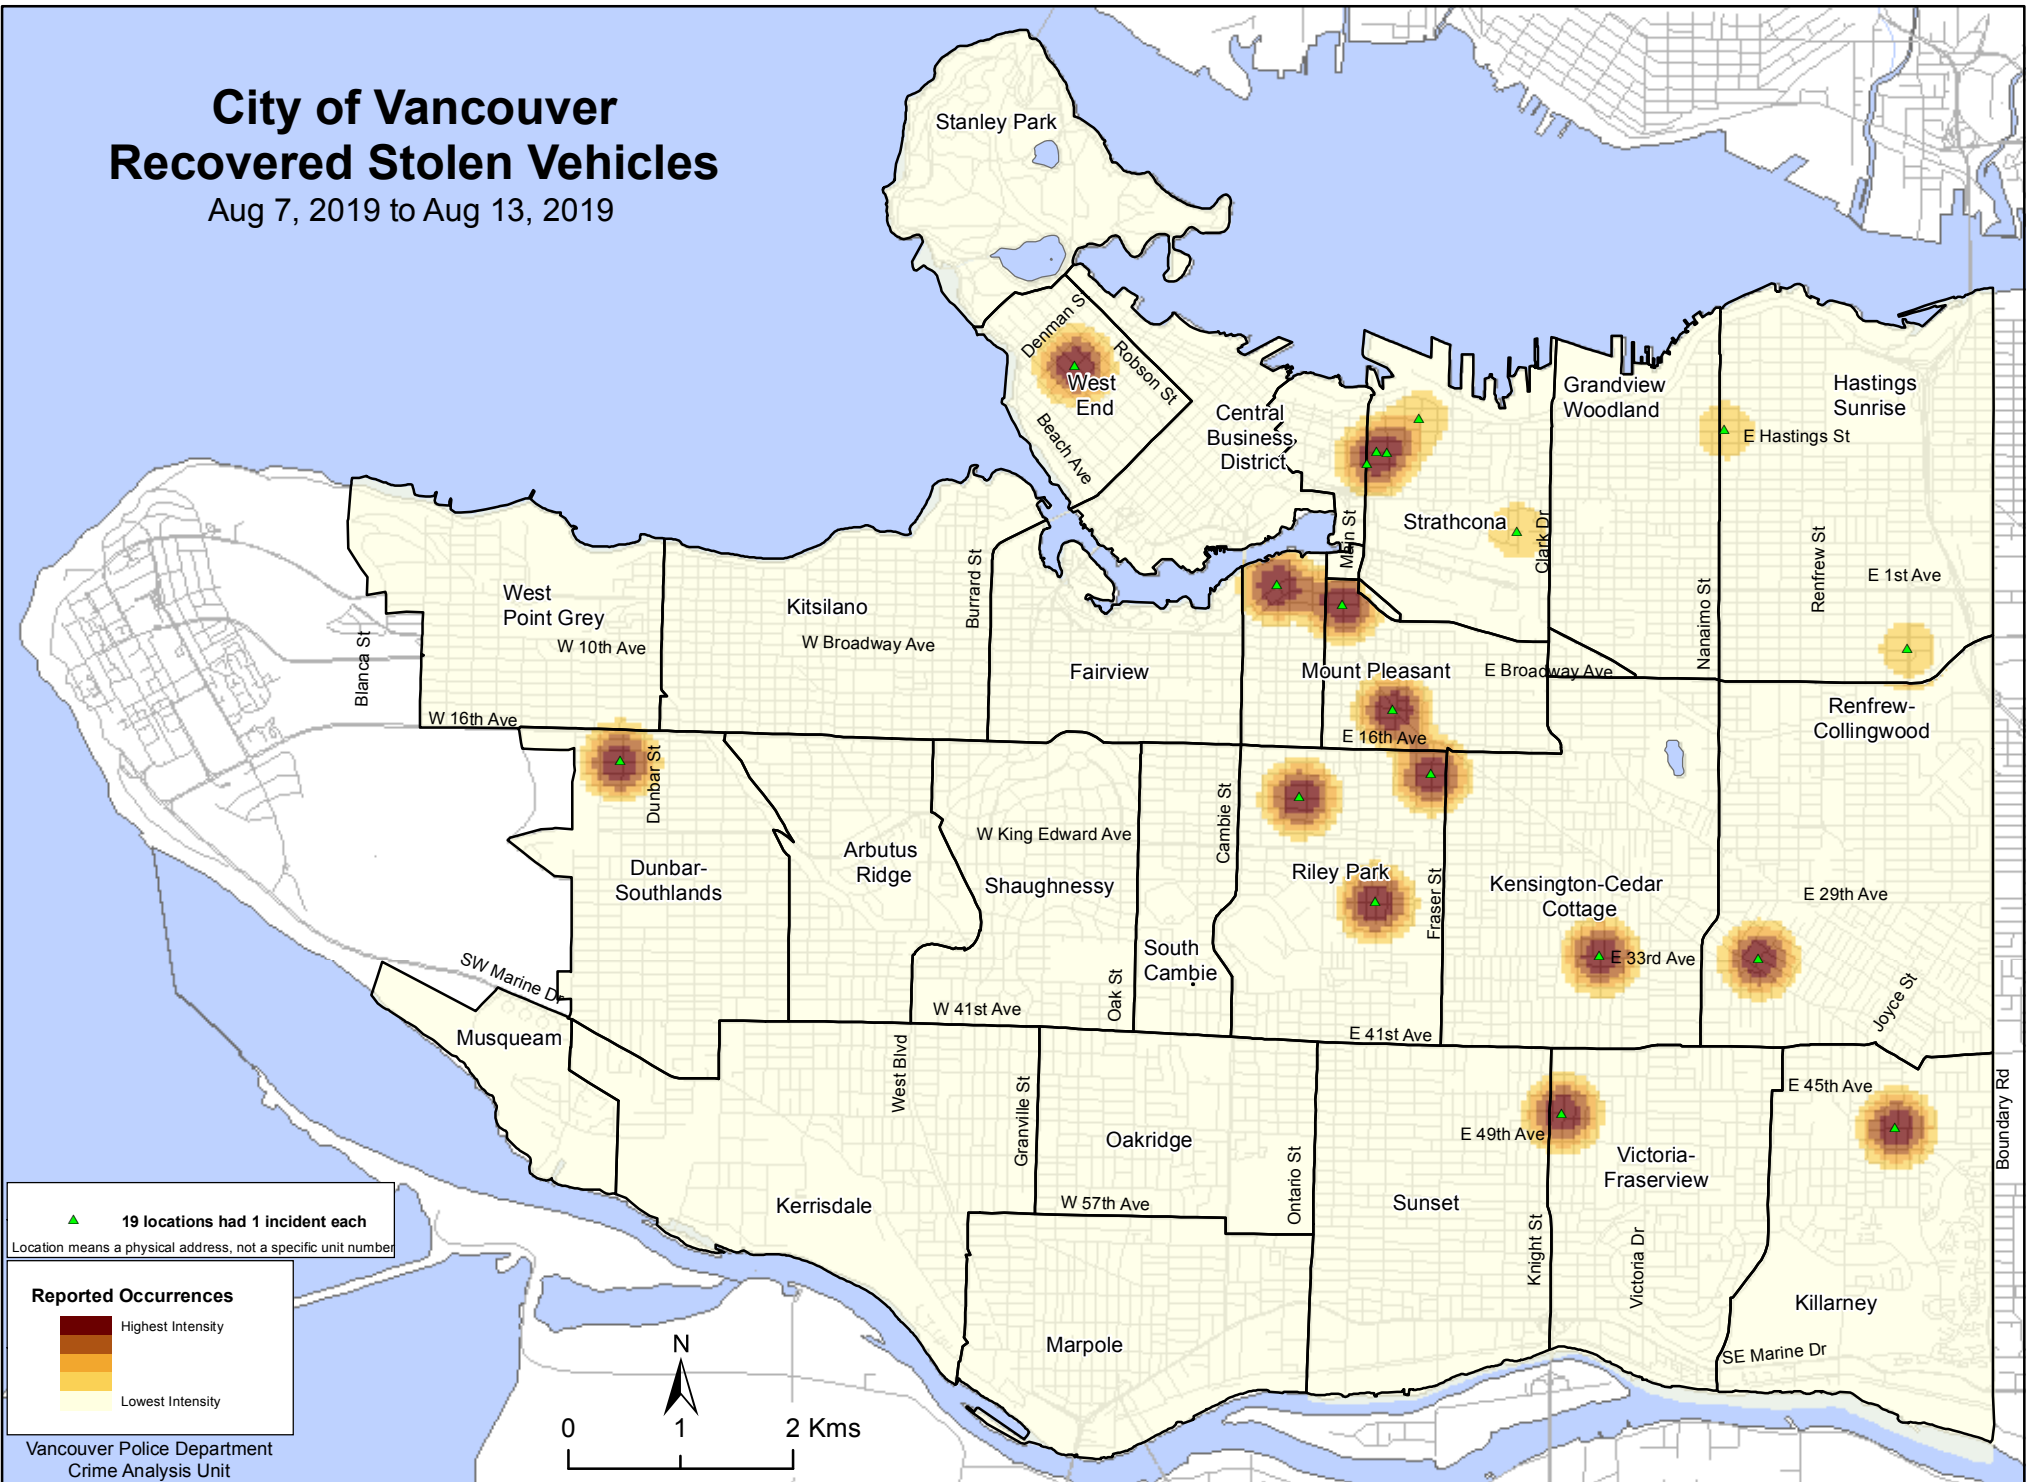 City of Vancouver
Recovered Stolen Vehicles
Aug 7, 2019 to Aug 13, 2019
Stanley Park
Denman S
Robson St
West
End
Beach Ave
Central
Business
District
Grandview
Woodland
Hastings
Sunrise
E Hastings St
Strathcona
Main St
Clark Dr
Nanaimo St
Renfrew St
E 1st Ave
West
Point Grey
W 10th Ave
Blanca St
W 16th Ave
Kitsilano
W Broadway Ave
Burrard St
Fairview
Mount Pleasant
E Broadway Ave
E 16th Ave
Renfrew-
Collingwood
Dunbar St
Dunbar-
Southlands
Arbutus
Ridge
W King Edward Ave
Shaughnessy
Cambie St
South
Cambie
Oak St
W 41st Ave
Riley Park
Fraser St
Kensington-Cedar
Cottage
E 33rd Ave
E 29th Ave
Joyce St
E 41st Ave
SW Marine Dr
Musqueam
West Blvd
Granville St
Kerrisdale
Oakridge
W 57th Ave
Ontario St
Sunset
E 49th Ave
Knight St
Victoria-
Fraserview
Victoria Dr
E 45th Ave
Boundary Rd
Killarney
SE Marine Dr
Marpole
19 locations had 1 incident each
Location means a physical address, not a specific unit number
Reported Occurrences
Highest Intensity
Lowest Intensity
Vancouver Police Department
Crime Analysis Unit
N
0 1 2 Kms